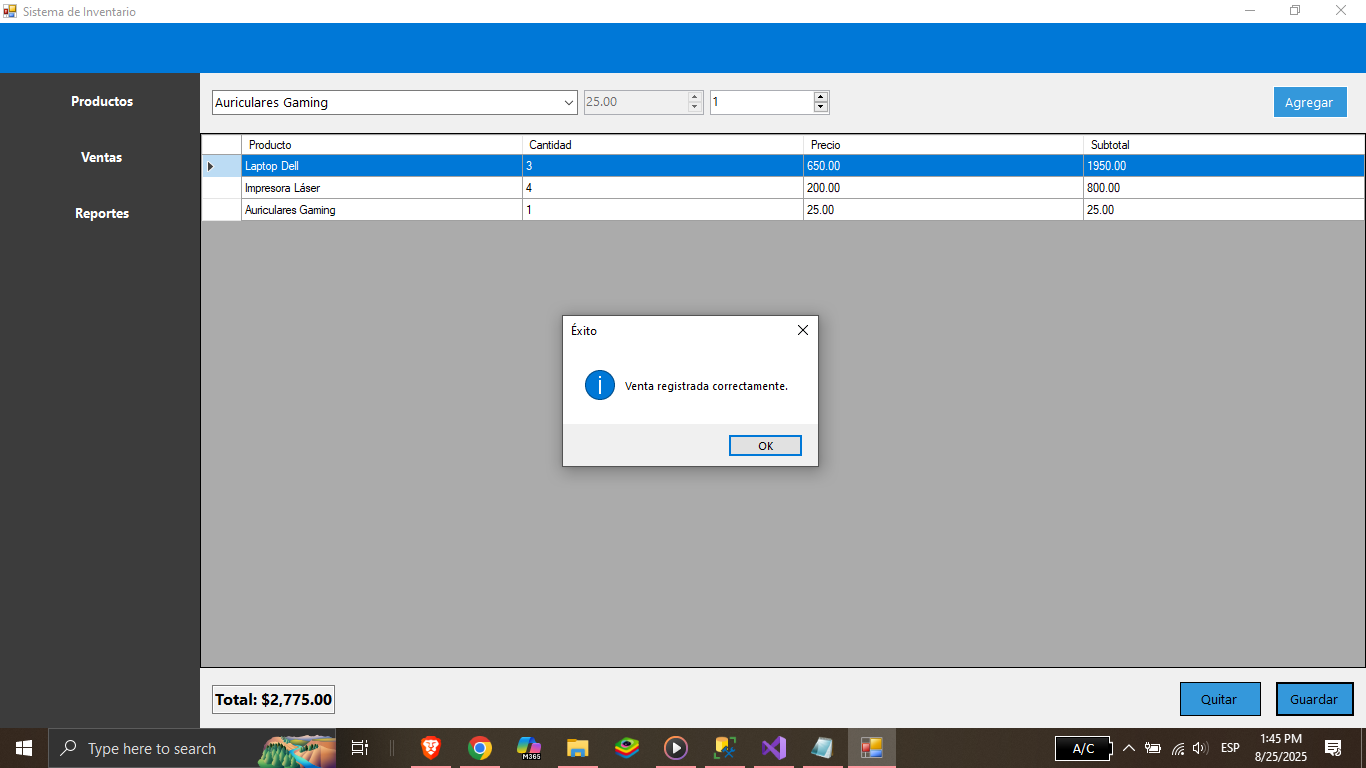 Sistema de Inventario
Productos
Ventas
Reportes
Auriculares Gaming 25.00 1 Agregar
Producto Cantidad Precio Subtotal
Laptop Dell 3 650.00 1950.00
Impresora Láser 4 200.00 800.00
Auriculares Gaming 1 25.00 25.00
Éxito
Venta registrada correctamente.
OK
Total: $2,775.00 Quitar Guardar
Type here to search M365 A/C ESP 1:45 PM
8/25/2025